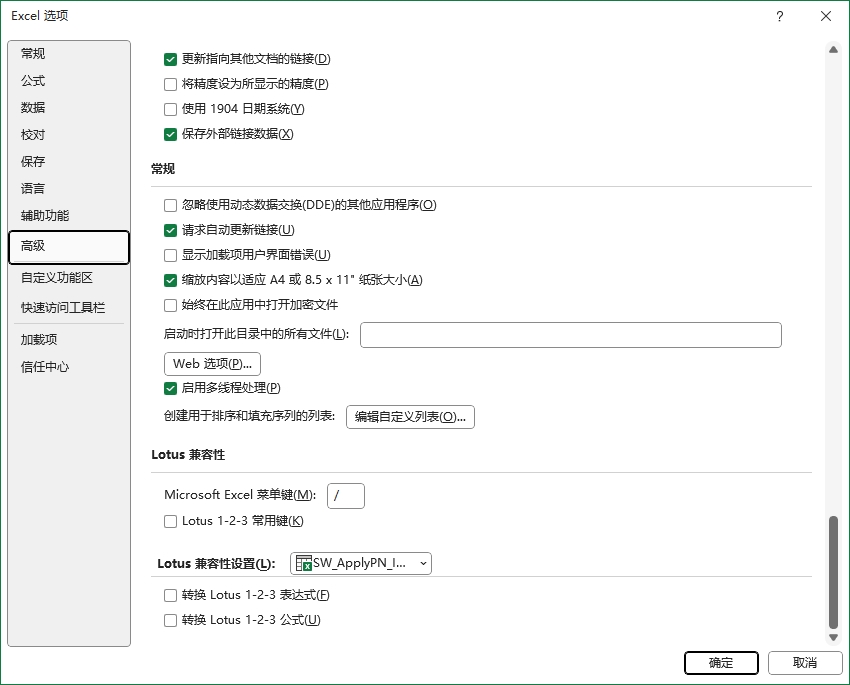 Excel 选项
?
常规
公式
数据
校对
保存
语言
辅助功能
高级
自定义功能区
快速访问工具栏
加载项
信任中心
更新指向其他文档的链接(D)
将精度设为所显示的精度(P)
使用 1904 日期系统(Y)
保存外部链接数据(X)
常规
忽略使用动态数据交换(DDE)的其他应用程序(O)
请求自动更新链接(U)
显示加载项用户界面错误(U)
缩放内容以适应 A4 或 8.5 x 11" 纸张大小(A)
始终在此应用中打开加密文件
启动时打开此目录中的所有文件(L):
Web 选项(P)...
启用多线程处理(P)
创建用于排序和填充序列的列表: 编辑自定义列表(O)...
Lotus 兼容性
Microsoft Excel 菜单键(M): /
Lotus 1-2-3 常用键(K)
Lotus 兼容性设置(L): SW_ApplyPN_I...
转换 Lotus 1-2-3 表达式(F)
转换 Lotus 1-2-3 公式(U)
确定 取消